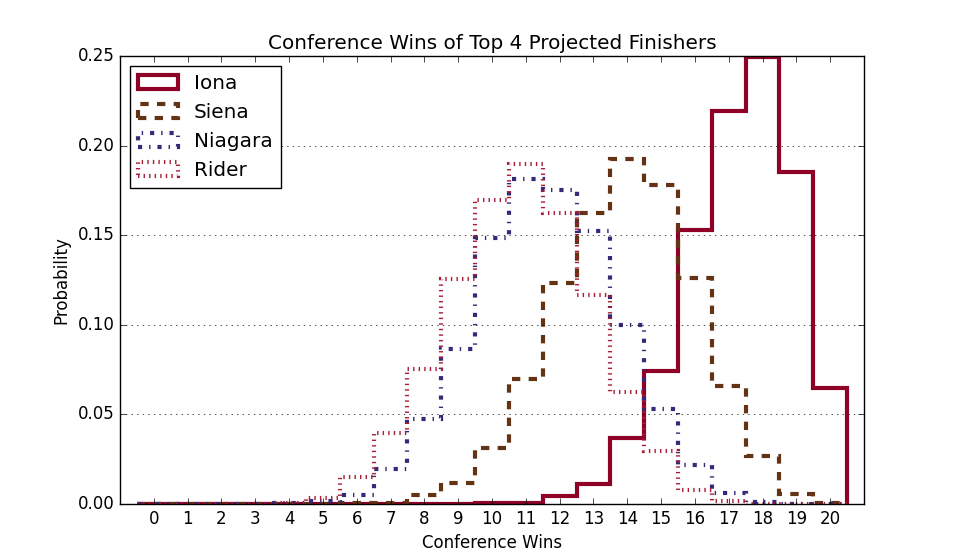 Conference Wins of Top 4 Projected Finishers
0.25
0.20
0.15
0.10
0.05
0.00
Probability
Iona
Siena
Niagara
Rider
0 1 2 3 4 5 6 7 8 9 10 11 12 13 14 15 16 17 18 19 20
Conference Wins